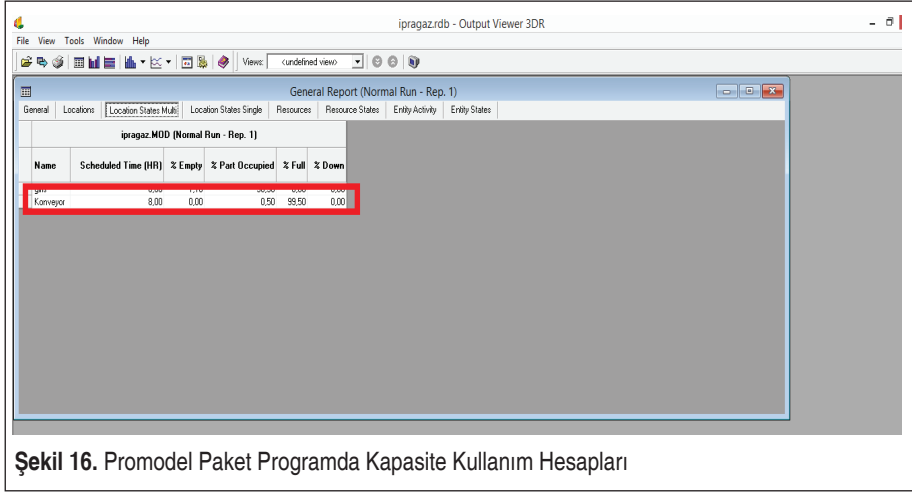 ipragaz.rdb - Output Viewer 3DR
File View Tools Window Help
Views: <undefined view>
General Report (Normal Run - Rep. 1)
General Locations Location States Multi Location States Single Resources Resource States Entity Activity Entity States
ipragaz.MOD (Normal Run - Rep. 1)
Name Scheduled Time (HR) % Empty % Part Occupied % Full % Down
Konveyor 8,00 0,00 0,50 99,50 0,00
Şekil 16. Promodel Paket Programda Kapasite Kullanım Hesapları